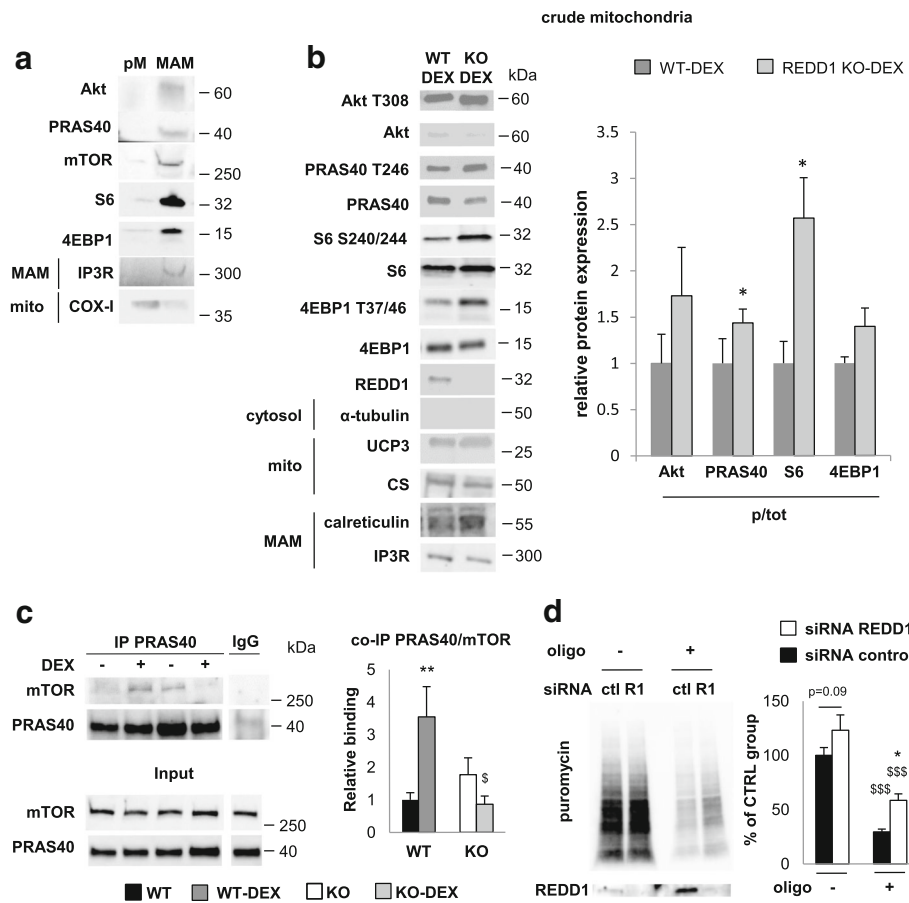 crude mitochondria
a
pM MAM
Akt – 60
PRAS40 – 40
mTOR – 250
S6 – 32
4EBP1 – 15
MAM IP3R – 300
mito COX-I – 35
b
WT KO
DEX DEX kDa
Akt T308 – 60
Akt – 60
PRAS40 T246 – 40
PRAS40 – 40
S6 S240/244 – 32
S6 – 32
4EBP1 T37/46 – 15
4EBP1 – 15
REDD1 – 32
cytosol α-tubulin – 50
UCP3 – 25
mito
CS – 50
calreticulin – 55
MAM
IP3R – 300
WT-DEX REDD1 KO-DEX
relative protein expression
3.5
3
2.5
2
1.5
1
0.5
0
* *
Akt PRAS40 S6 4EBP1
p/tot
c
IP PRAS40 IgG kDa
DEX - + - +
mTOR – 250
PRAS40 – 40
Input
mTOR – 250
PRAS40 – 40
co-IP PRAS40/mTOR
Relative binding
5
4
3
2
1
0
**
$
WT KO
WT WT-DEX KO KO-DEX
d
oligo - +
siRNA ctl R1 ctl R1
puromycin
REDD1
siRNA REDD1
siRNA contro
% of CTRL group
150
100
50
0
p=0.09
*
$$$
$$$
oligo - +